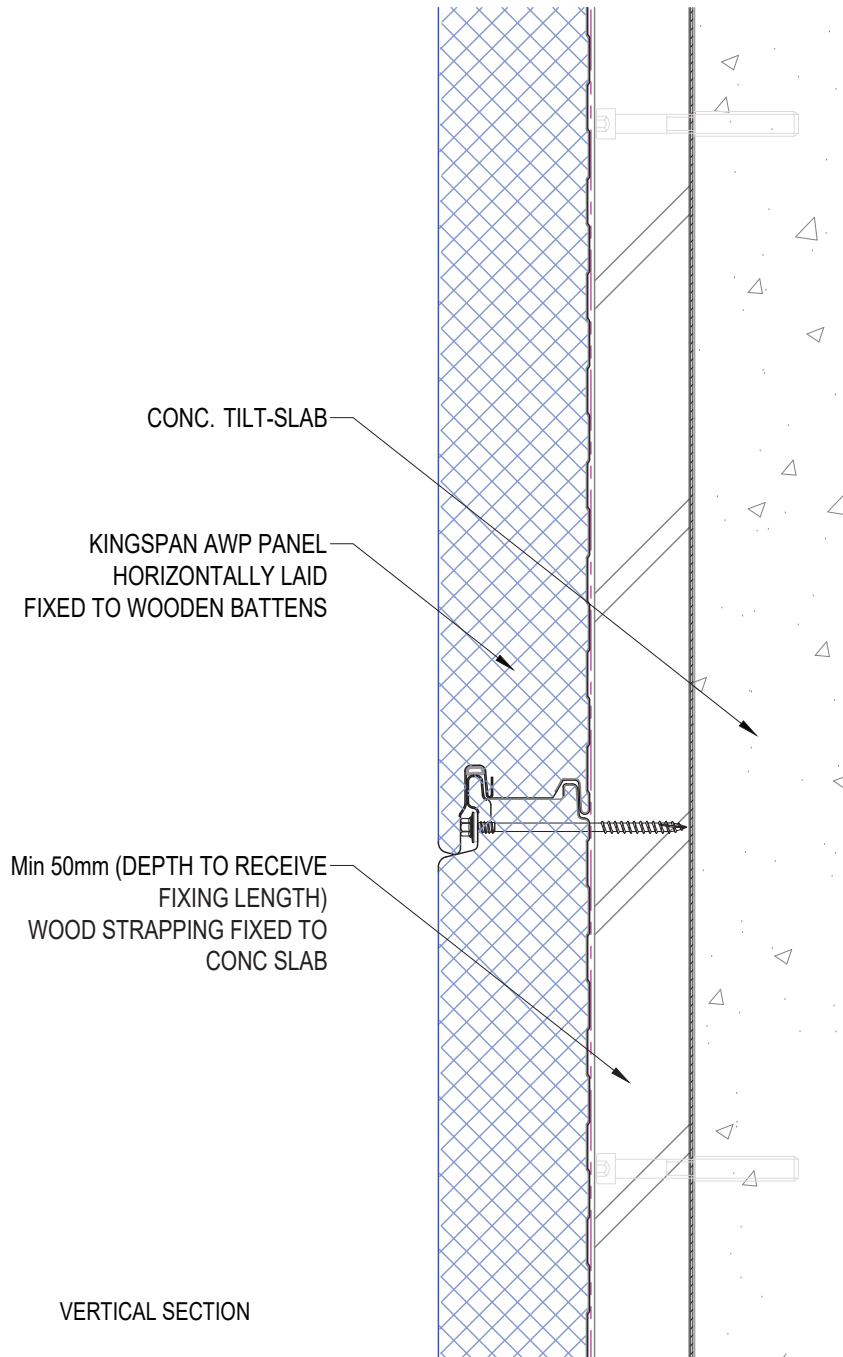 CONC. TILT-SLAB
KINGSPAN AWP PANEL
HORIZONTALLY LAID
FIXED TO WOODEN BATTENS
Min 50mm (DEPTH TO RECEIVE
FIXING LENGTH)
WOOD STRAPPING FIXED TO
CONC SLAB
VERTICAL SECTION